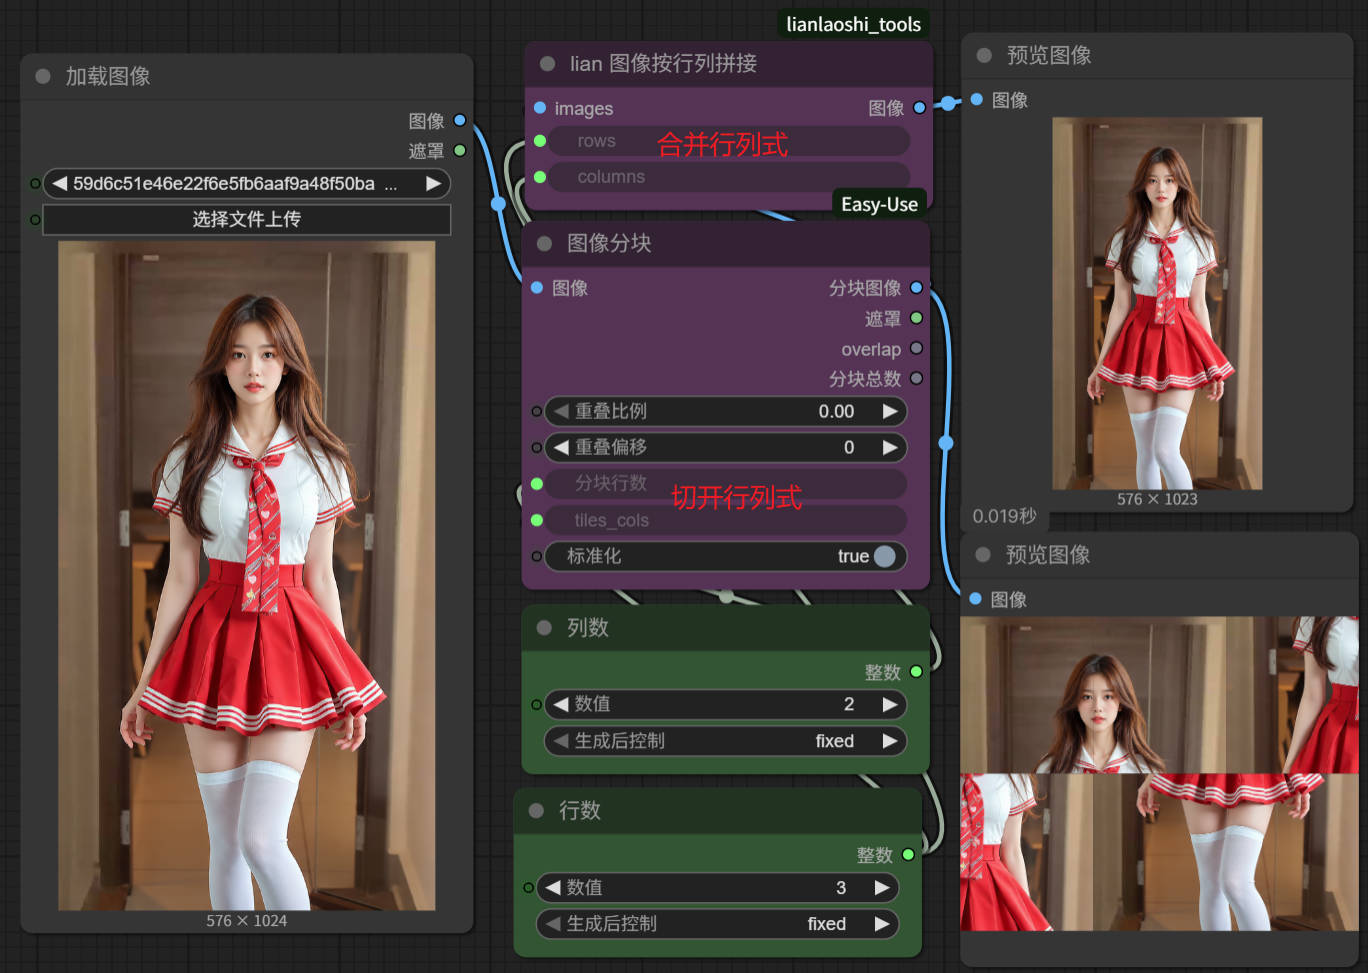 加载图像
图像
遮罩
59d6c51e46e22f6e5fb6aaf9a48f50ba ...
选择文件上传
576 × 1024
lianlaoshi_tools
lian 图像按行列拼接
images 图像
rows
合并行列式
columns
Easy-Use
图像分块
图像 分块图像
遮罩
overlap
分块总数
重叠比例 0.00
重叠偏移 0
分块行数
切开行列式
tiles_cols
标准化 true
列数
整数
数值 2
生成后控制 fixed
行数
整数
数值 3
生成后控制 fixed
预览图像
图像
576 × 1023
0.019秒
预览图像
图像